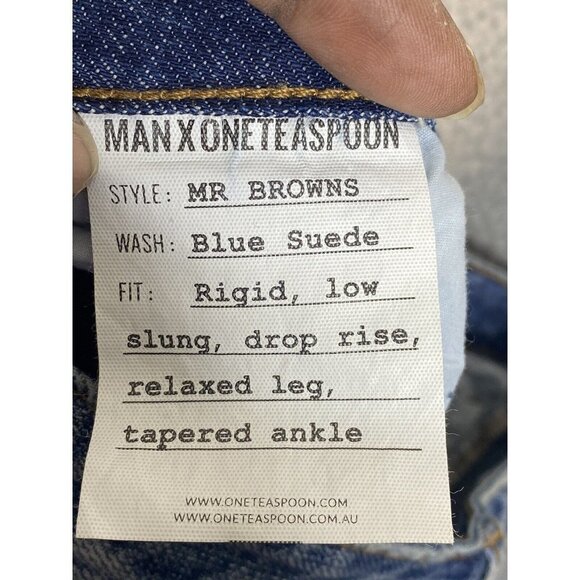 MANXONETEASPOON
STYLE: MR BROWNS
WASH: Blue Suede
FIT: Rigid, low
slung, drop rise,
relaxed leg,
tapered ankle
WWW.ONETEASPOON.COM
WWW.ONETEASPOON.COM.AU